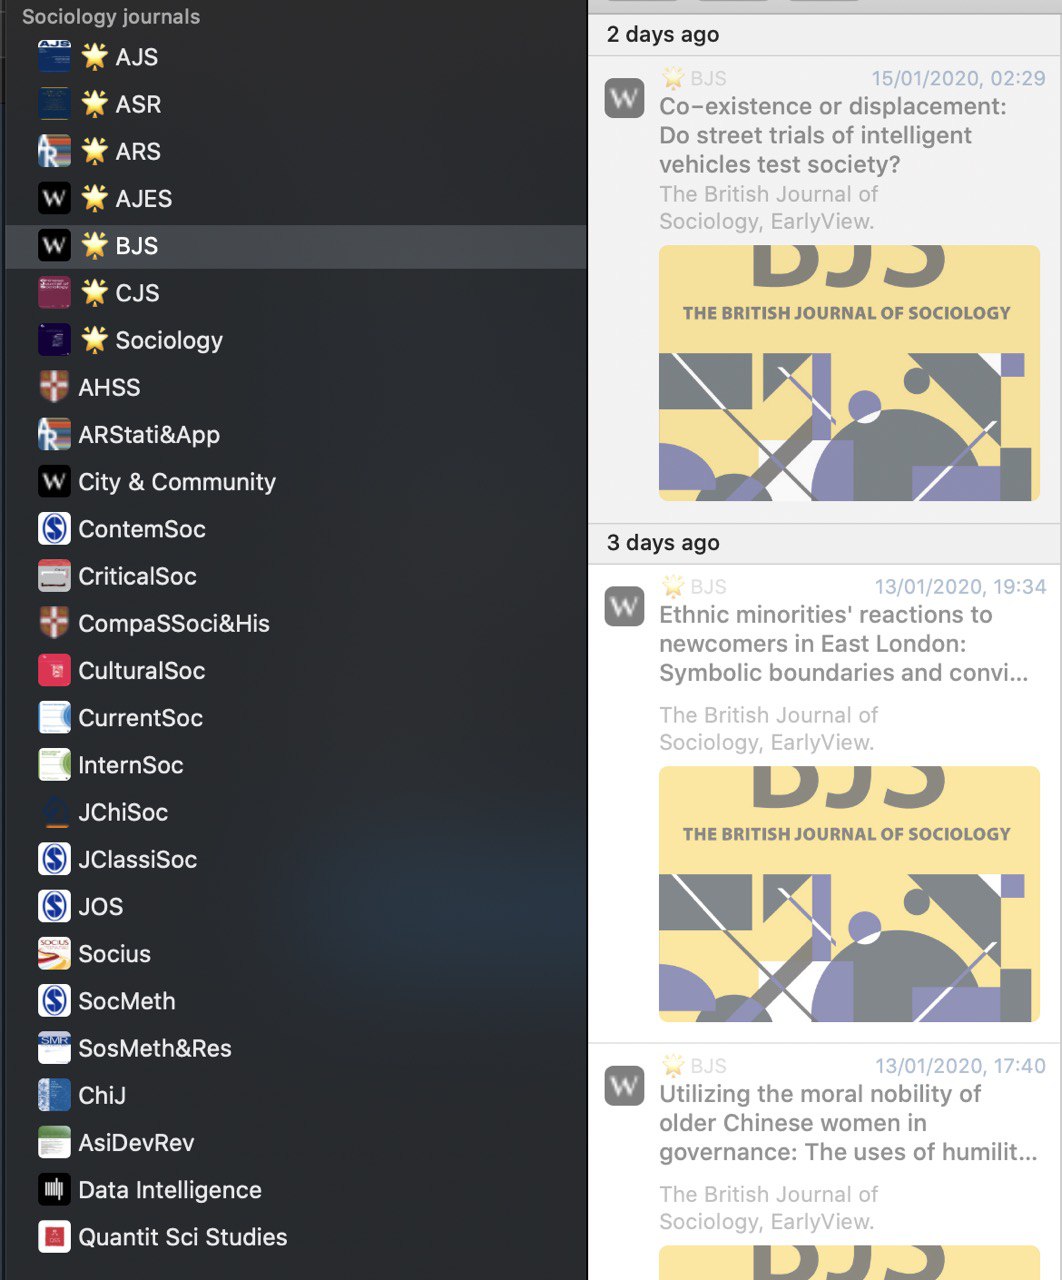 Sociology journals
🌟 AJS
🌟 ASR
🌟 ARS
🌟 AJES
🌟 BJS
🌟 CJS
🌟 Sociology
AHSS
ARStati&App
City & Community
ContemSoc
CriticalSoc
CompaSSoci&His
CulturalSoc
CurrentSoc
InternSoc
JChiSoc
JClassiSoc
JOS
Socius
SocMeth
SosMeth&Res
ChiJ
AsiDevRev
Data Intelligence
Quantit Sci Studies
2 days ago
🌟 BJS 15/01/2020, 02:29
Co-existence or displacement:
Do street trials of intelligent
vehicles test society?
The British Journal of
Sociology, EarlyView.
BJS
THE BRITISH JOURNAL OF SOCIOLOGY
3 days ago
🌟 BJS 13/01/2020, 19:34
Ethnic minorities' reactions to
newcomers in East London:
Symbolic boundaries and convi...
The British Journal of
Sociology, EarlyView.
BJS
THE BRITISH JOURNAL OF SOCIOLOGY
🌟 BJS 13/01/2020, 17:40
Utilizing the moral nobility of
older Chinese women in
governance: The uses of humilit...
The British Journal of
Sociology, EarlyView.
BJS